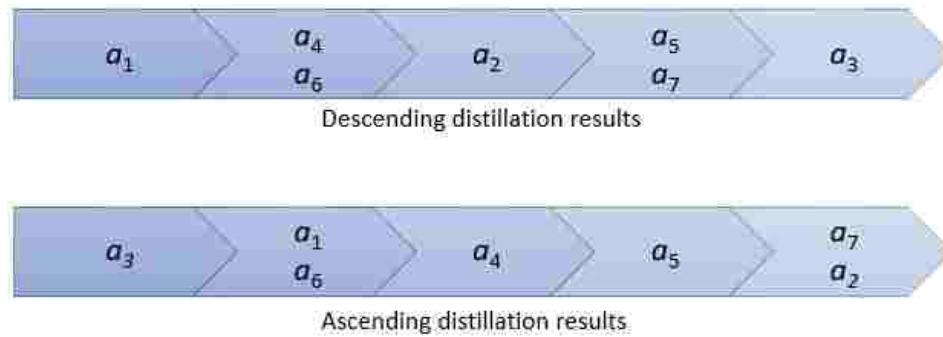 a₁ a₄ a₂ a₅ a₃
a₆ a₇
Descending distillation results
a₃ a₁ a₄ a₅ a₇
a₆ a₂
Ascending distillation results